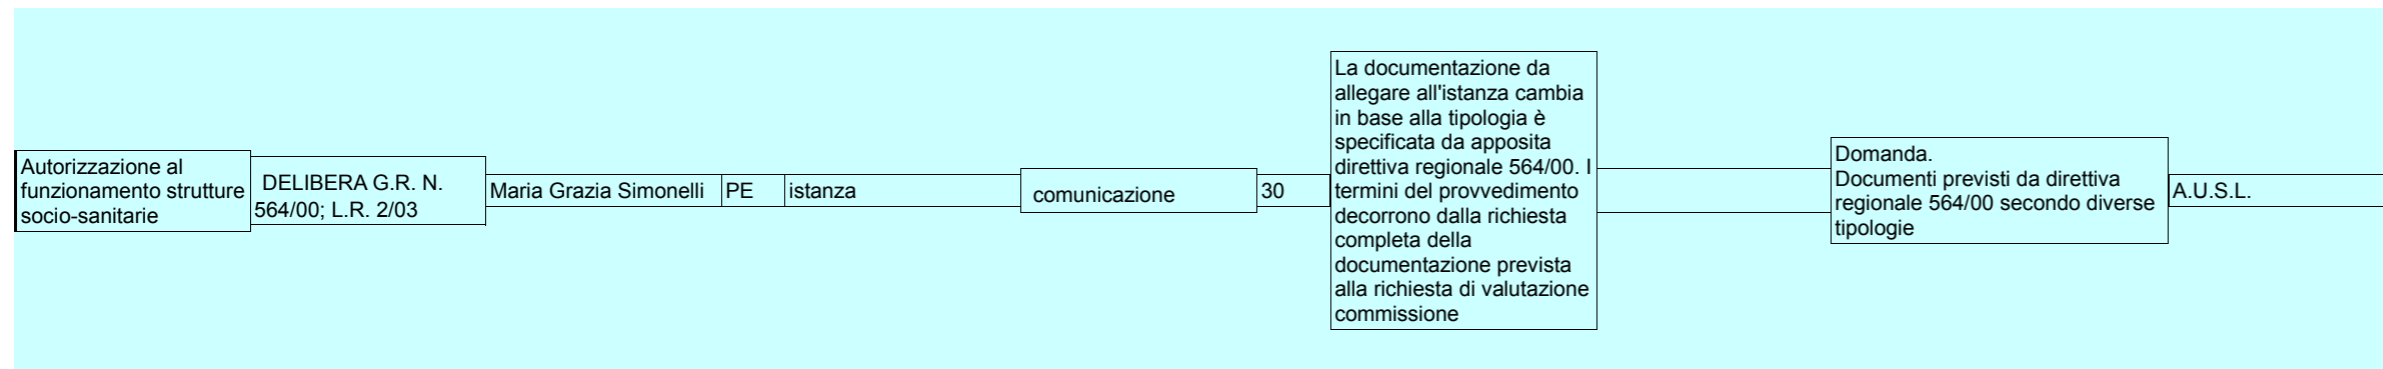 Autorizzazione al
funzionamento strutture
socio-sanitarie
DELIBERA G.R. N.
564/00; L.R. 2/03
Maria Grazia Simonelli
PE
istanza
comunicazione
30
La documentazione da
allegare all'istanza cambia
in base alla tipologia è
specificata da apposita
direttiva regionale 564/00. I
termini del provvedimento
decorrono dalla richiesta
completa della
documentazione prevista
alla richiesta di valutazione
commissione
Domanda.
Documenti previsti da direttiva
regionale 564/00 secondo diverse
tipologie
A.U.S.L.